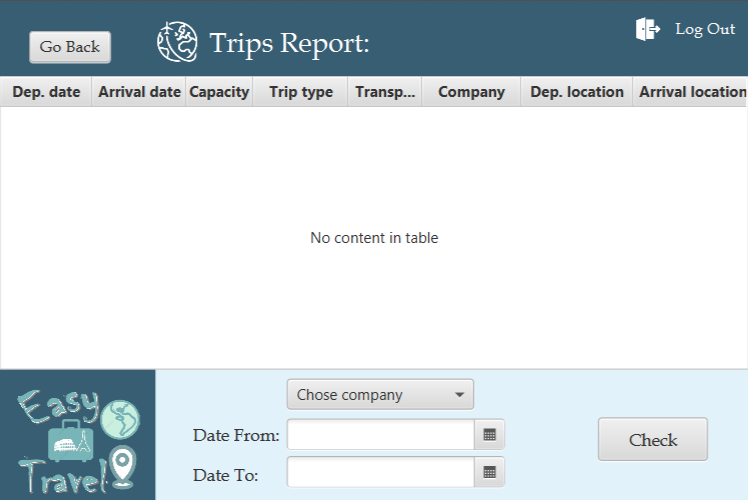 Go Back
Trips Report:
Log Out
Dep. date Arrival date Capacity Trip type Transp... Company Dep. location Arrival location
No content in table
Chose company
Date From:
Check
Date To:
Easy
Travel